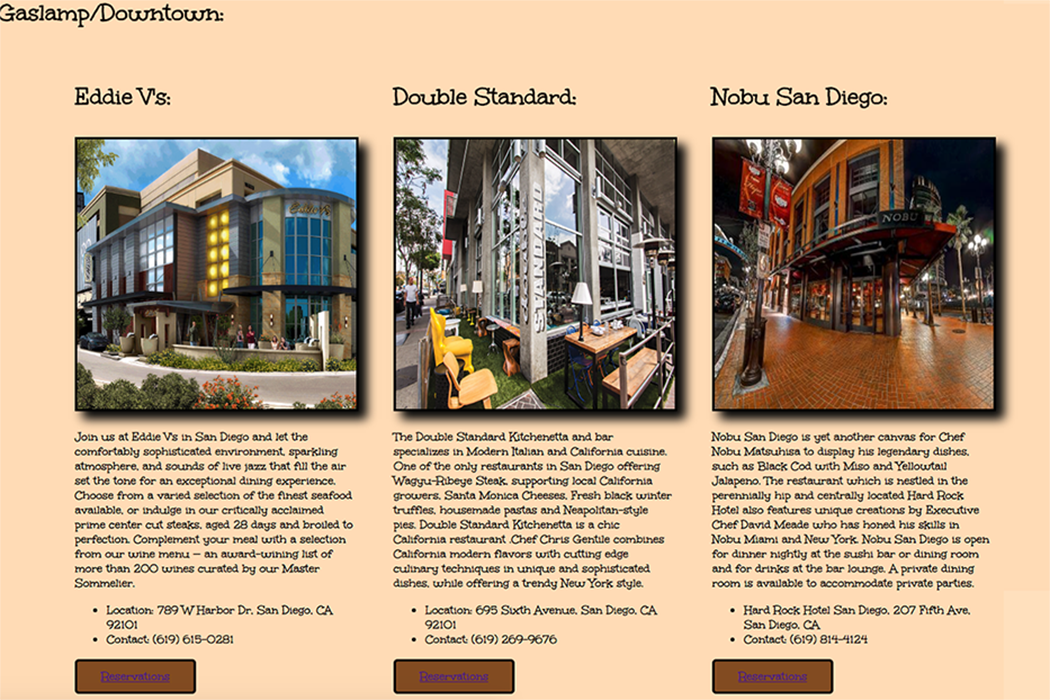 Gaslamp/Downtown:
Eddie V's:
Double Standard:
Nobu San Diego:
Eddie V's
STANDARD
NOBU
Join us at Eddie V's in San Diego and let the
comfortably sophisticated environment, sparkling
atmosphere, and sounds of live jazz that fill the air
set the tone for an exceptional dining experience.
Choose from a varied selection of the finest seafood
available, or indulge in our critically acclaimed
prime center cut steaks, aged 28 days and broiled to
perfection. Complement your meal with a selection
from our wine menu – an award-wining list of
more than 200 wines curated by our Master
Sommelier.
• Location: 789 W Harbor Dr, San Diego, CA
92101
• Contact: (619) 615-0281
Reservations
The Double Standard Kitchenetta and bar
specializes in Modern Italian and California cuisine.
One of the only restaurants in San Diego offering
Wagyu-Ribeye Steak, supporting local California
growers, Santa Monica Cheeses, Fresh black winter
truffles, housemade pastas and Neapolitan-style
pies. Double Standard Kitchenetta is a chic
California restaurant .Chef Chris Gentile combines
California modern flavors with cutting edge
culinary techniques in unique and sophisticated
dishes, while offering a trendy New York style.
• Location: 695 Sixth Avenue, San Diego, CA
92101
• Contact: (619) 269-9676
Reservations
Nobu San Diego is yet another canvas for Chef
Nobu Matsuhisa to display his legendary dishes,
such as Black Cod with Miso and Yellowtail
Jalapeno. The restaurant which is nestled in the
perennially hip and centrally located Hard Rock
Hotel also features unique creations by Executive
Chef David Meade who has honed his skills in
Nobu Miami and New York. Nobu San Diego is open
for dinner nightly at the sushi bar or dining room
and for drinks at the bar lounge. A private dining
room is available to accommodate private parties.
• Hard Rock Hotel San Diego, 207 Fifth Ave,
San Diego, CA
• Contact: (619) 814-4124
Reservations